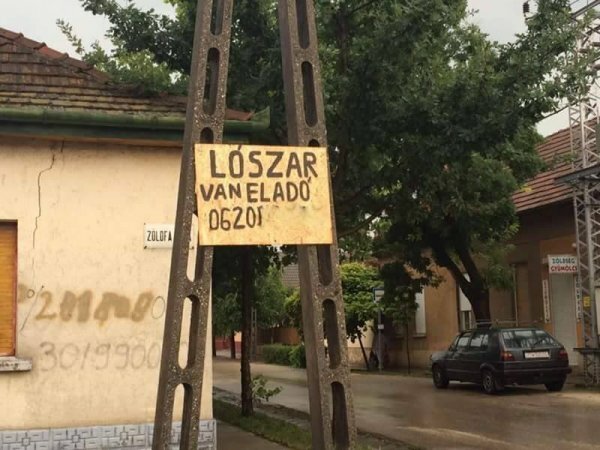 LÓSZAR
VAN ELADÓ
06201
ZÖLDFA
ZÖLDSÉG
GYÜMÖLCS